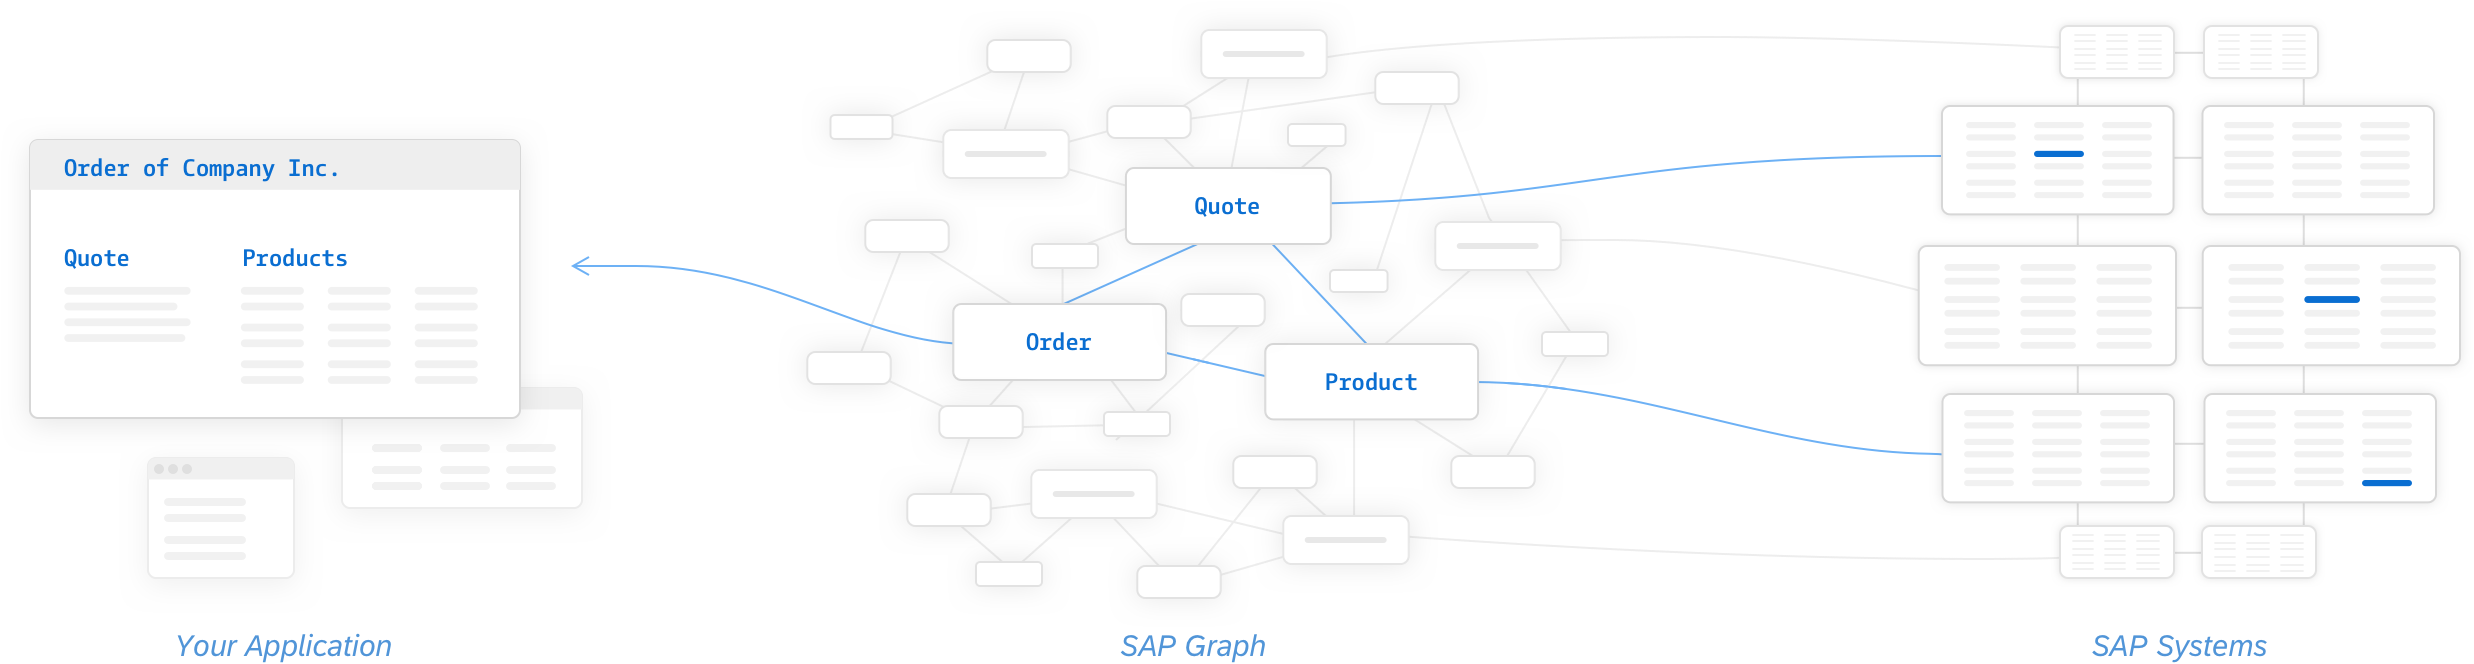 Order of Company Inc.
Quote
Products
Quote
Order
Product
Your Application
SAP Graph
SAP Systems